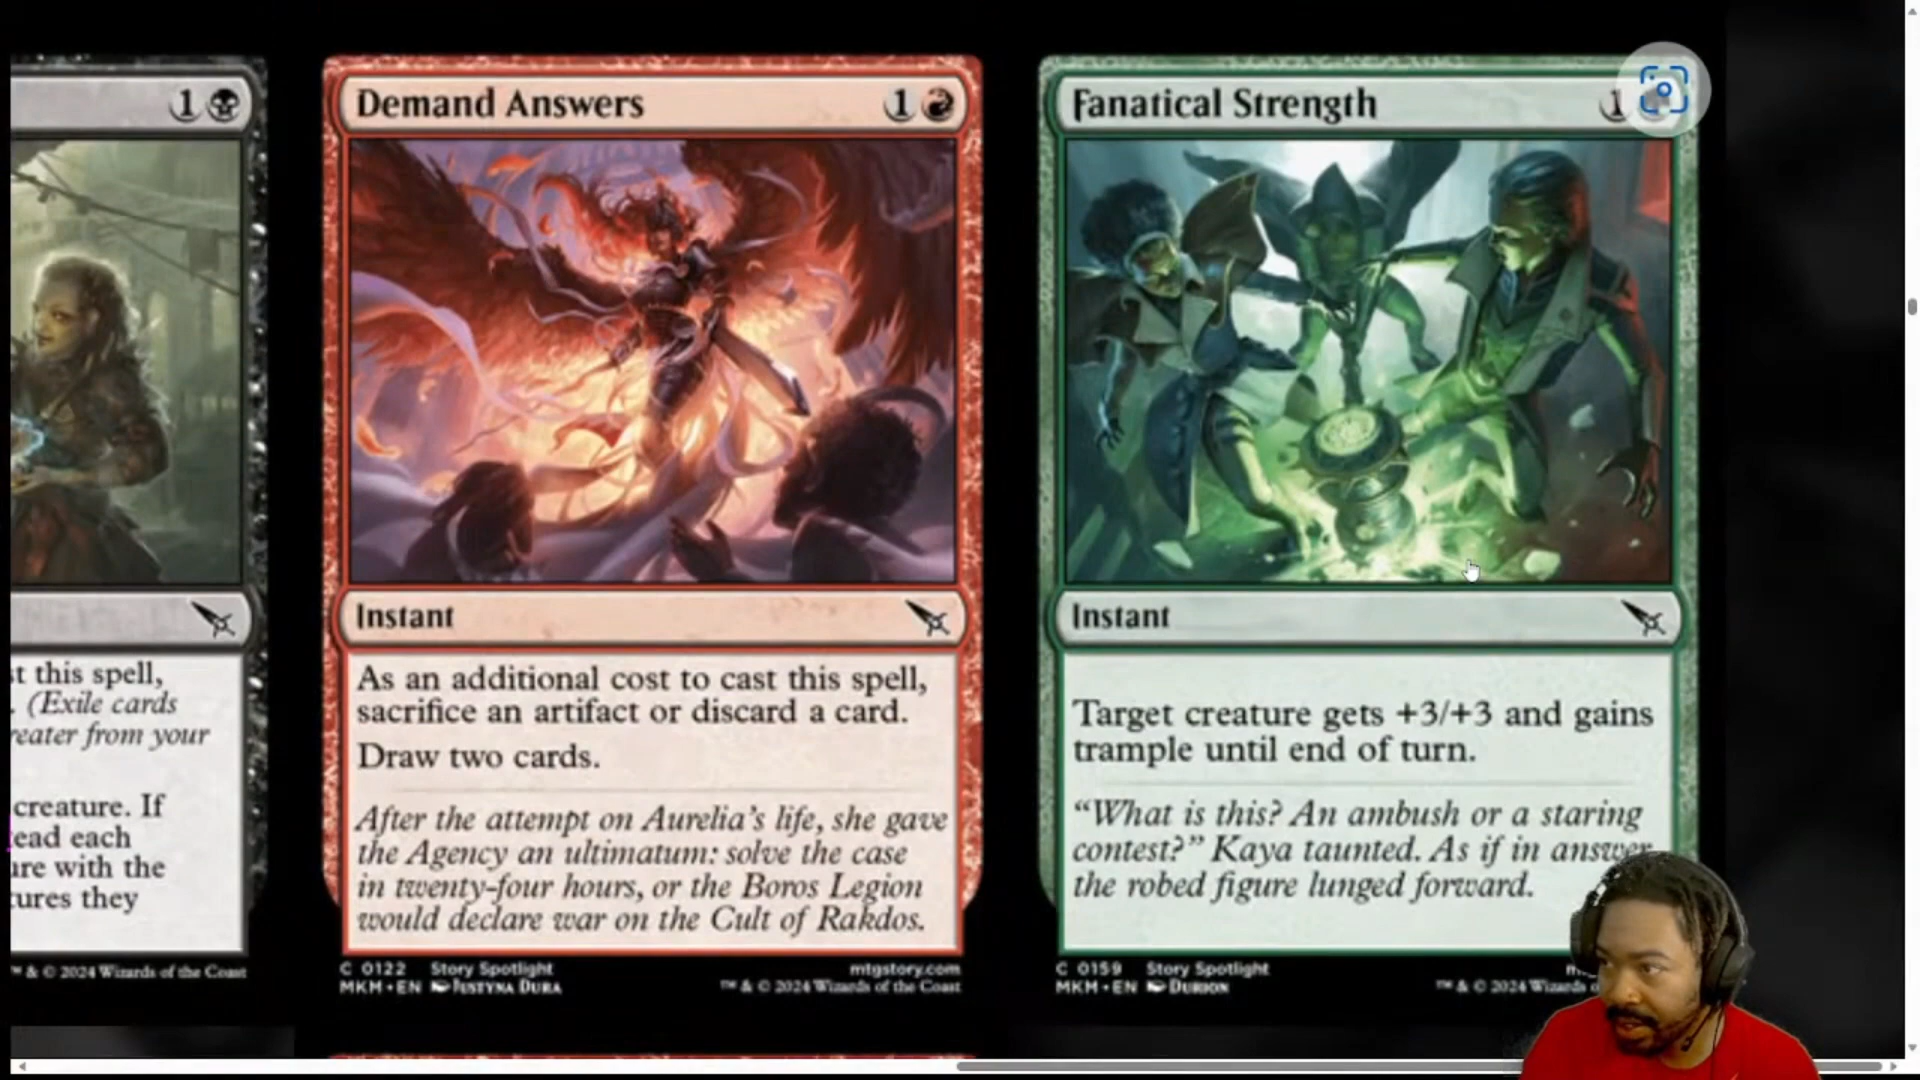 1
t this spell,
. (Exile cards
reater from your
creature. If
ead each
ure with the
tures they
™ & © 2024 Wizards of the Coast
Demand Answers 1
Instant
As an additional cost to cast this spell,
sacrifice an artifact or discard a card.
Draw two cards.
After the attempt on Aurelia's life, she gave
the Agency an ultimatum: solve the case
in twenty-four hours, or the Boros Legion
would declare war on the Cult of Rakdos.
C 0122 Story Spotlight mtgstory.com
MKM • EN Justyna Dura ™ & © 2024 Wizards of the Coast
Fanatical Strength 1
Instant
Target creature gets +3/+3 and gains
trample until end of turn.
“What is this? An ambush or a staring
contest?” Kaya taunted. As if in answer
the robed figure lunged forward.
C 0159 Story Spotlight m
MKM • EN Durion ™ & © 2024 Wizards o